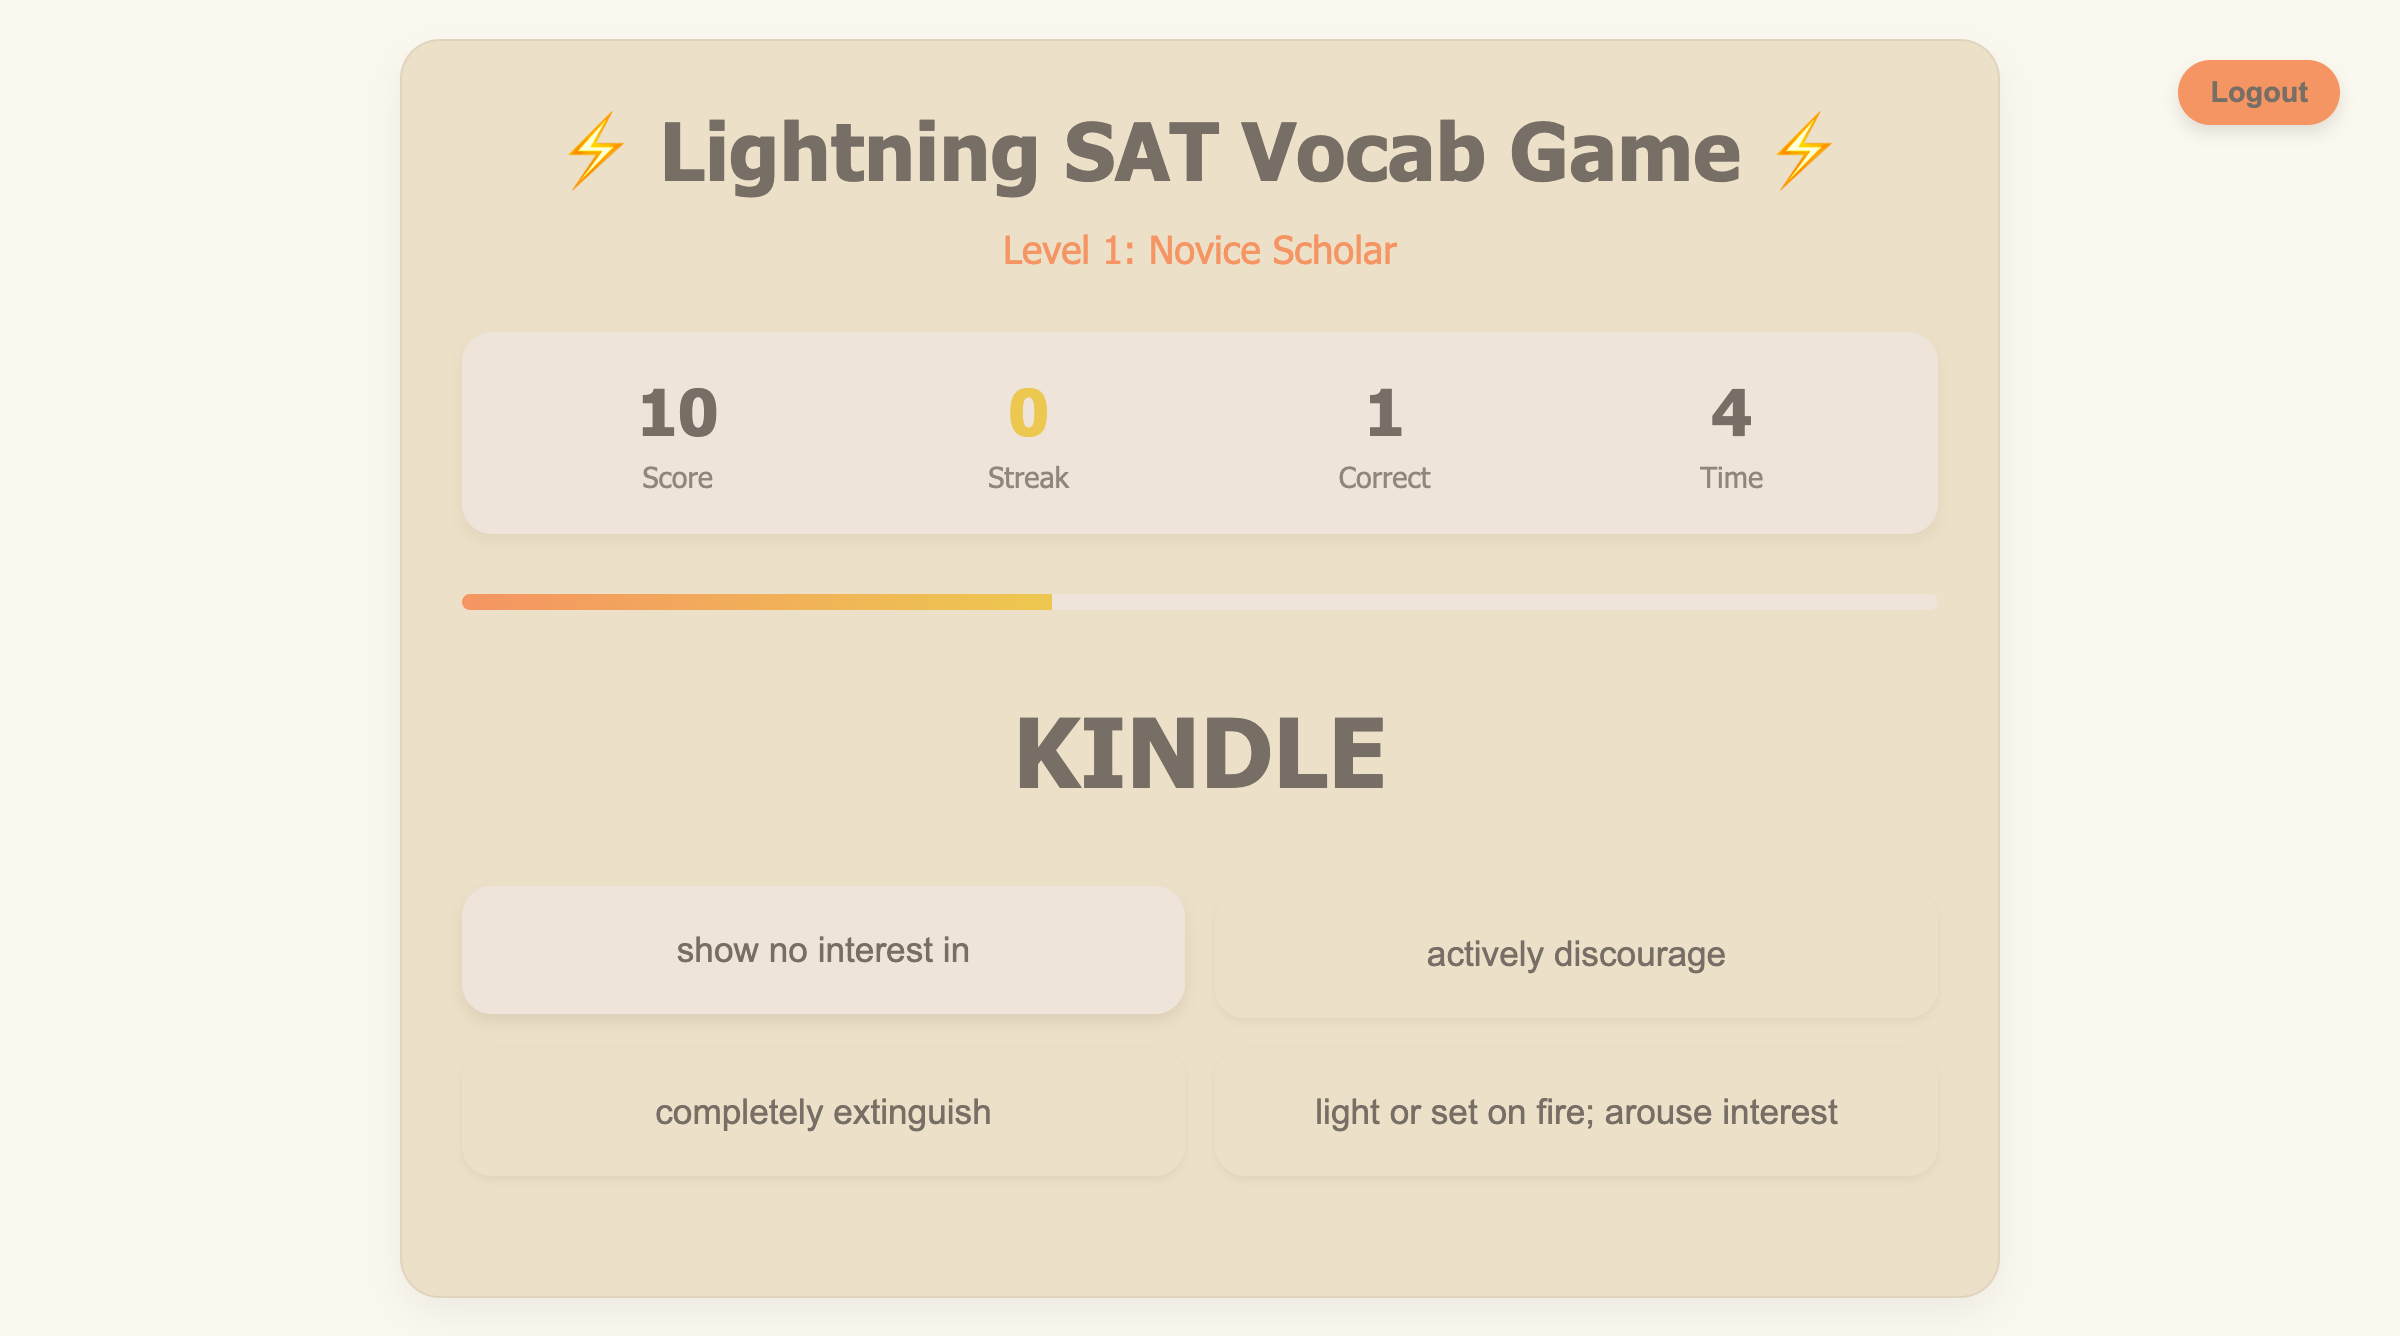 ⚡ Lightning SAT Vocab Game ⚡
Logout
Level 1: Novice Scholar
10 0 1 4
Score Streak Correct Time
KINDLE
show no interest in
actively discourage
completely extinguish
light or set on fire; arouse interest